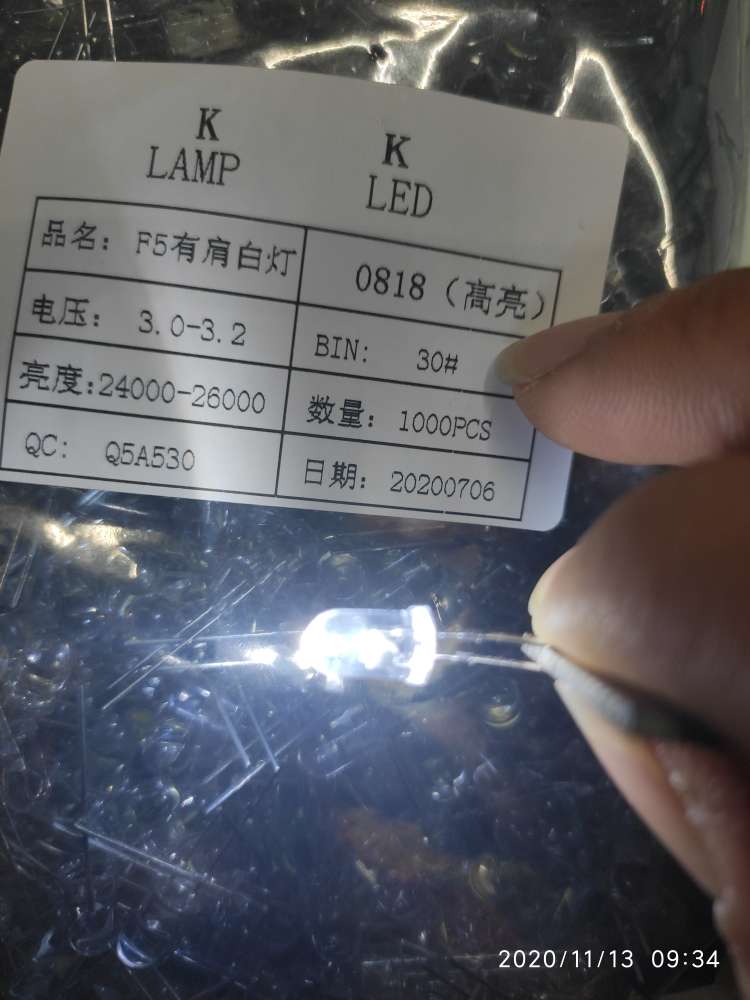 K K
LAMP LED
品名: F5有肩白灯 0818（高亮）
电压: 3.0-3.2 BIN: 30#
亮度:24000-26000 数量: 1000PCS
QC: Q5A530 日期: 20200706
2020/11/13 09:34